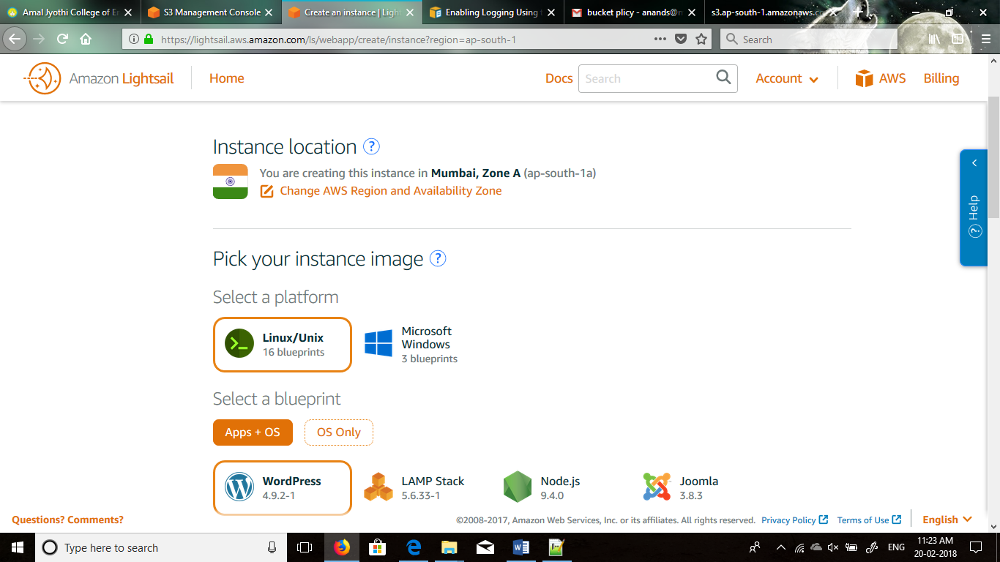 Amal Jyothi College of En
S3 Management Console
Create an instance | Light
Enabling Logging Using
bucket plicy - anands@
s3.ap-south-1.amazonaws.c
https://lightsail.aws.amazon.com/ls/webapp/create/instance?region=ap-south-1
Search
Amazon Lightsail
Home
Docs
Search
Account
AWS
Billing
Instance location ?
You are creating this instance in Mumbai, Zone A (ap-south-1a)
Change AWS Region and Availability Zone
Help
?
Pick your instance image ?
Select a platform
Linux/Unix
16 blueprints
Microsoft
Windows
3 blueprints
Select a blueprint
Apps + OS
OS Only
WordPress
4.9.2-1
LAMP Stack
5.6.33-1
Node.js
9.4.0
Joomla
3.8.3
Questions? Comments?
©2008-2017, Amazon Web Services, Inc. or its affiliates. All rights reserved.
Privacy Policy
Terms of Use
English
Type here to search
ENG
11:23 AM
20-02-2018